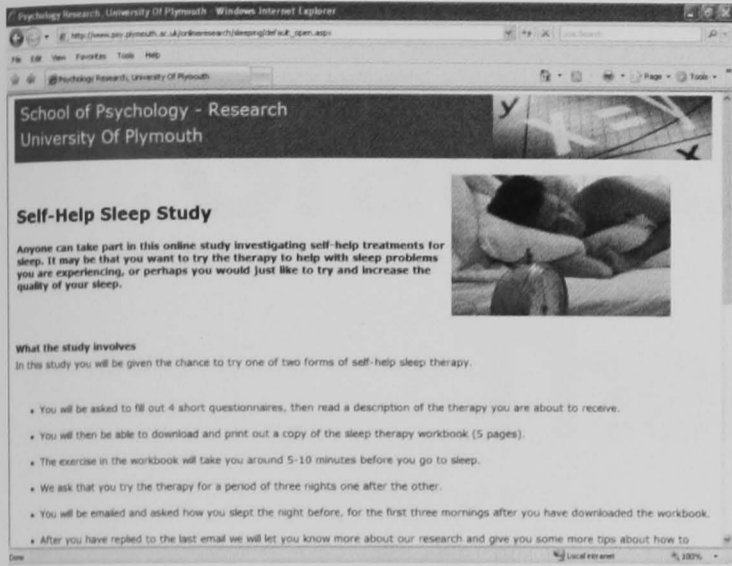 Psychology Research, University Of Plymouth - Windows Internet Explorer
Live Search
File Edit View Favorites Tools Help
Psychology Research, University Of Plymouth
Page Tools
School of Psychology - Research
University Of Plymouth
y x = N x
Self-Help Sleep Study
Anyone can take part in this online study investigating self-help treatments for
sleep. It may be that you want to try the therapy to help with sleep problems
you are experiencing, or perhaps you would just like to try and increase the
quality of your sleep.
What the study involves
In this study you will be given the chance to try one of two forms of self-help sleep therapy.
• You will be asked to fill out 4 short questionnaires, then read a description of the therapy you are about to receive.
• You will then be able to download and print out a copy of the sleep therapy workbook (5 pages).
• The exercise in the workbook will take you around 5-10 minutes before you go to sleep.
• We ask that you try the therapy for a period of three nights one after the other.
• You will be emailed and asked how you slept the night before, for the first three mornings after you have downloaded the workbook.
• After you have replied to the last email we will let you know more about our research and give you some more tips about how to
Done
Local intranet
100%